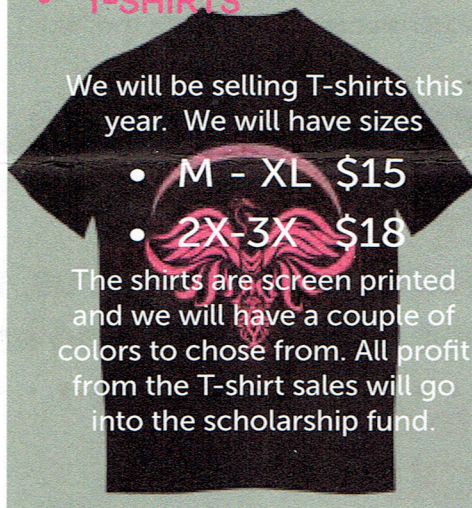 • T-SHIRTS
We will be selling T-shirts this
year. We will have sizes
• M - XL $15
• 2X-3X $18
The shirts are screen printed
and we will have a couple of
colors to chose from. All profit
from the T-shirt sales will go
into the scholarship fund.